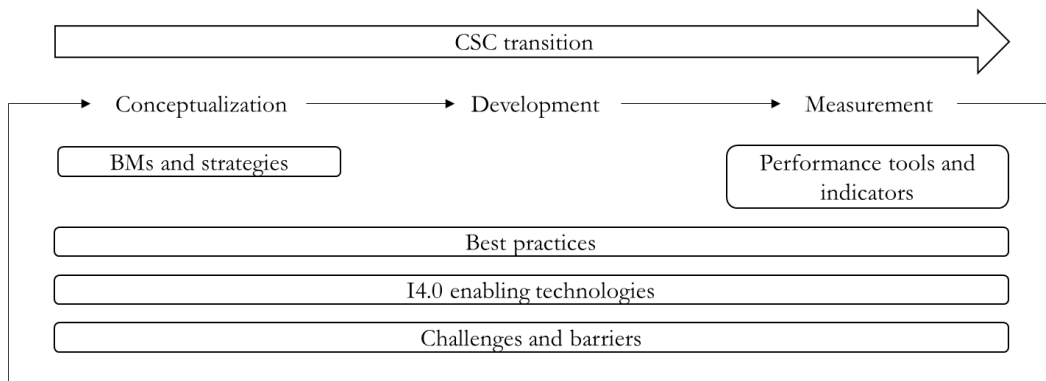 CSC transition
Conceptualization
Development
Measurement
BMs and strategies
Performance tools and
indicators
Best practices
I4.0 enabling technologies
Challenges and barriers